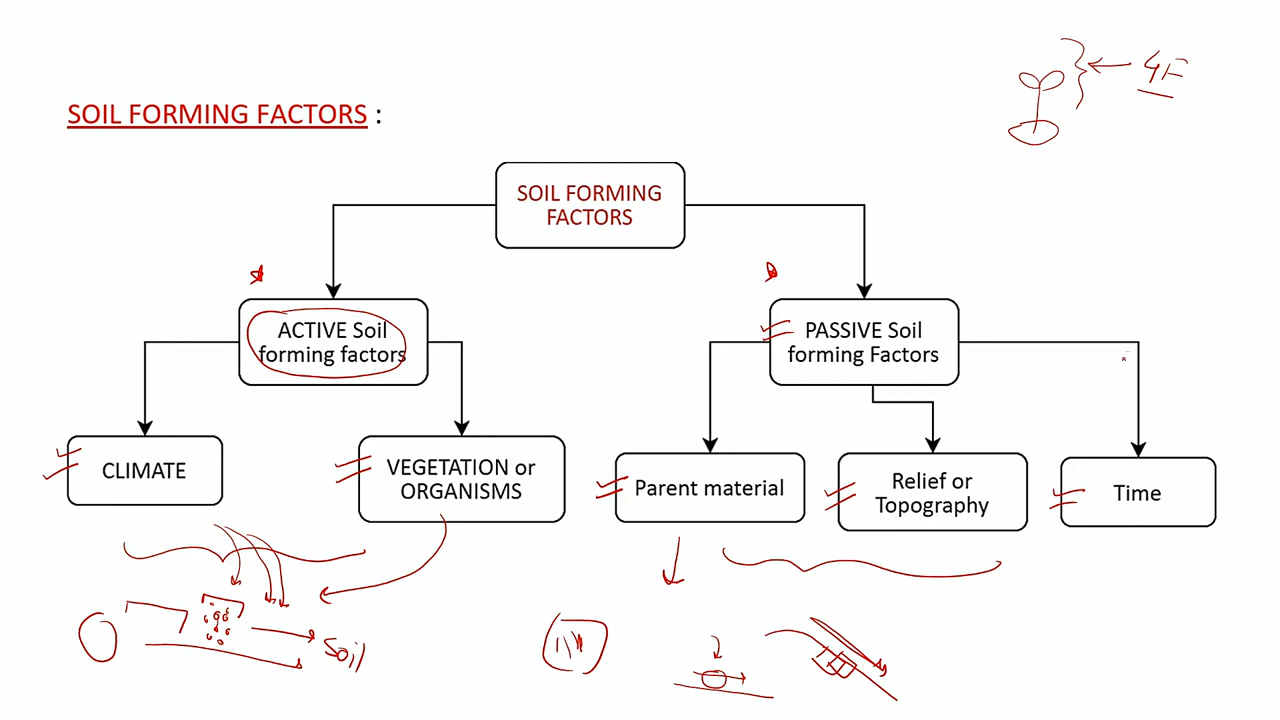 4F
SOIL FORMING FACTORS :
SOIL FORMING
FACTORS
ACTIVE Soil
forming factors
PASSIVE Soil
forming Factors
CLIMATE
VEGETATION or
ORGANISMS
Parent material
Relief or
Topography
Time
Soil